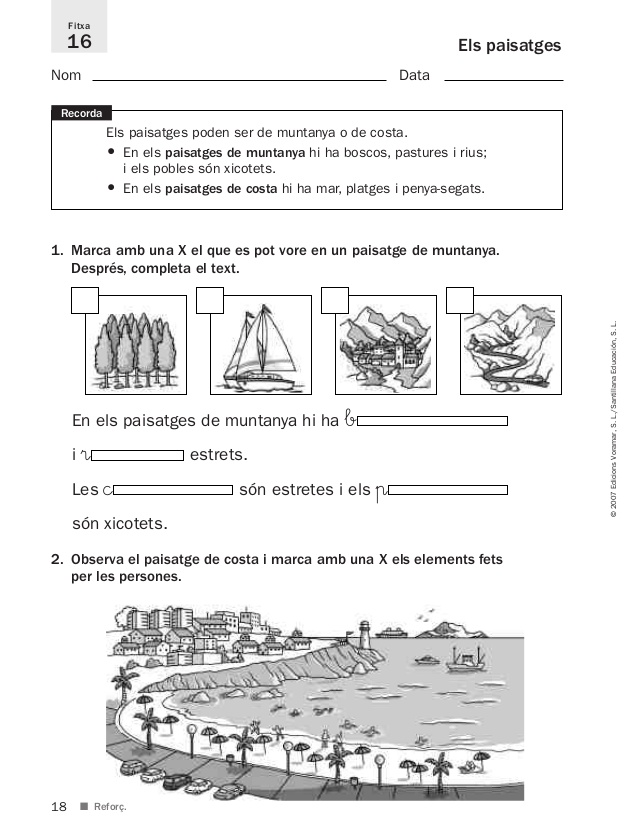 Fitxa
16
Els paisatges
Nom Data
Recorda
Els paisatges poden ser de muntanya o de costa.
• En els paisatges de muntanya hi ha boscos, pastures i rius;
i els pobles són xicotets.
• En els paisatges de costa hi ha mar, platges i penya-segats.
1. Marca amb una X el que es pot vore en un paisatge de muntanya.
Després, completa el text.
En els paisatges de muntanya hi ha b
i r estrets.
Les c són estretes i els p
són xicotets.
2. Observa el paisatge de costa i marca amb una X els elements fets
per les persones.
18 ■ Reforç.
© 2007 Edicions Voramar, S. L./Santillana Educación, S. L.